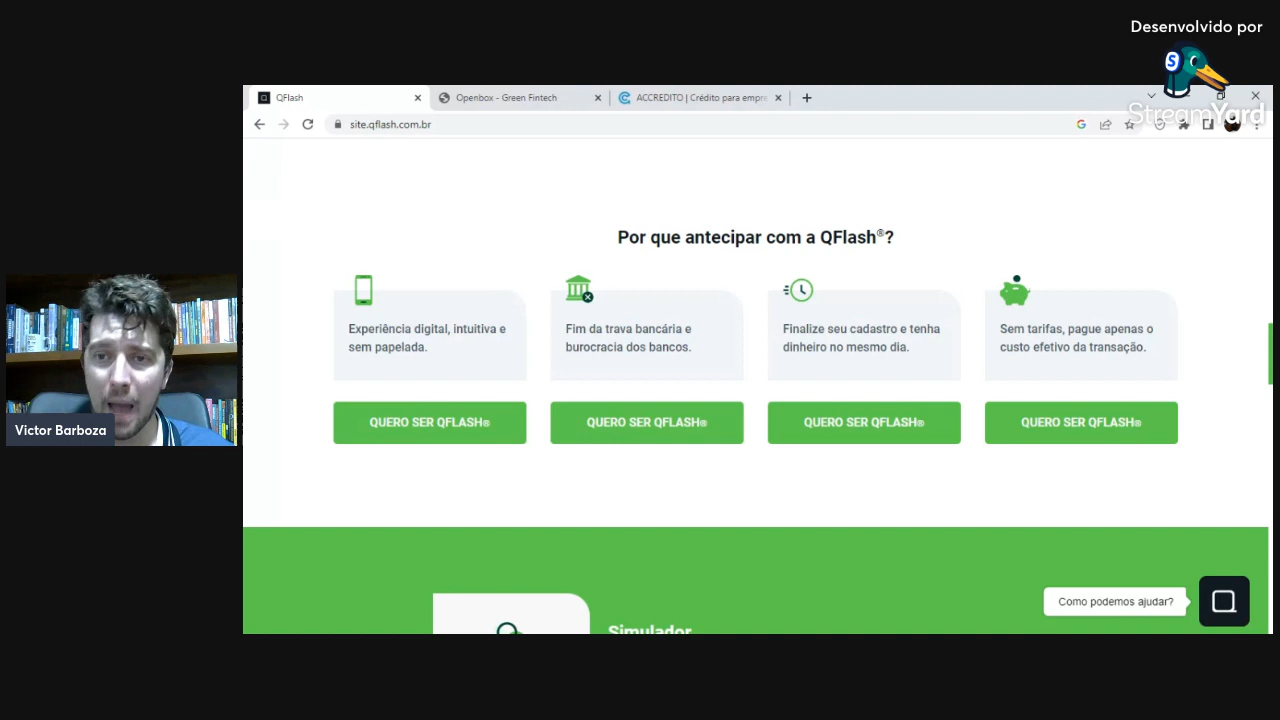 Desenvolvido por
S
StreamYard
QFlash
Openbox - Green Fintech
ACCREDITO | Crédito para empre
site.qflash.com.br
Por que antecipar com a QFlash®?
Experiência digital, intuitiva e
sem papelada.
Fim da trava bancária e
burocracia dos bancos.
Finalize seu cadastro e tenha
dinheiro no mesmo dia.
Sem tarifas, pague apenas o
custo efetivo da transação.
QUERO SER QFLASH®
QUERO SER QFLASH®
QUERO SER QFLASH®
QUERO SER QFLASH®
Victor Barboza
Como podemos ajudar?
Simulador